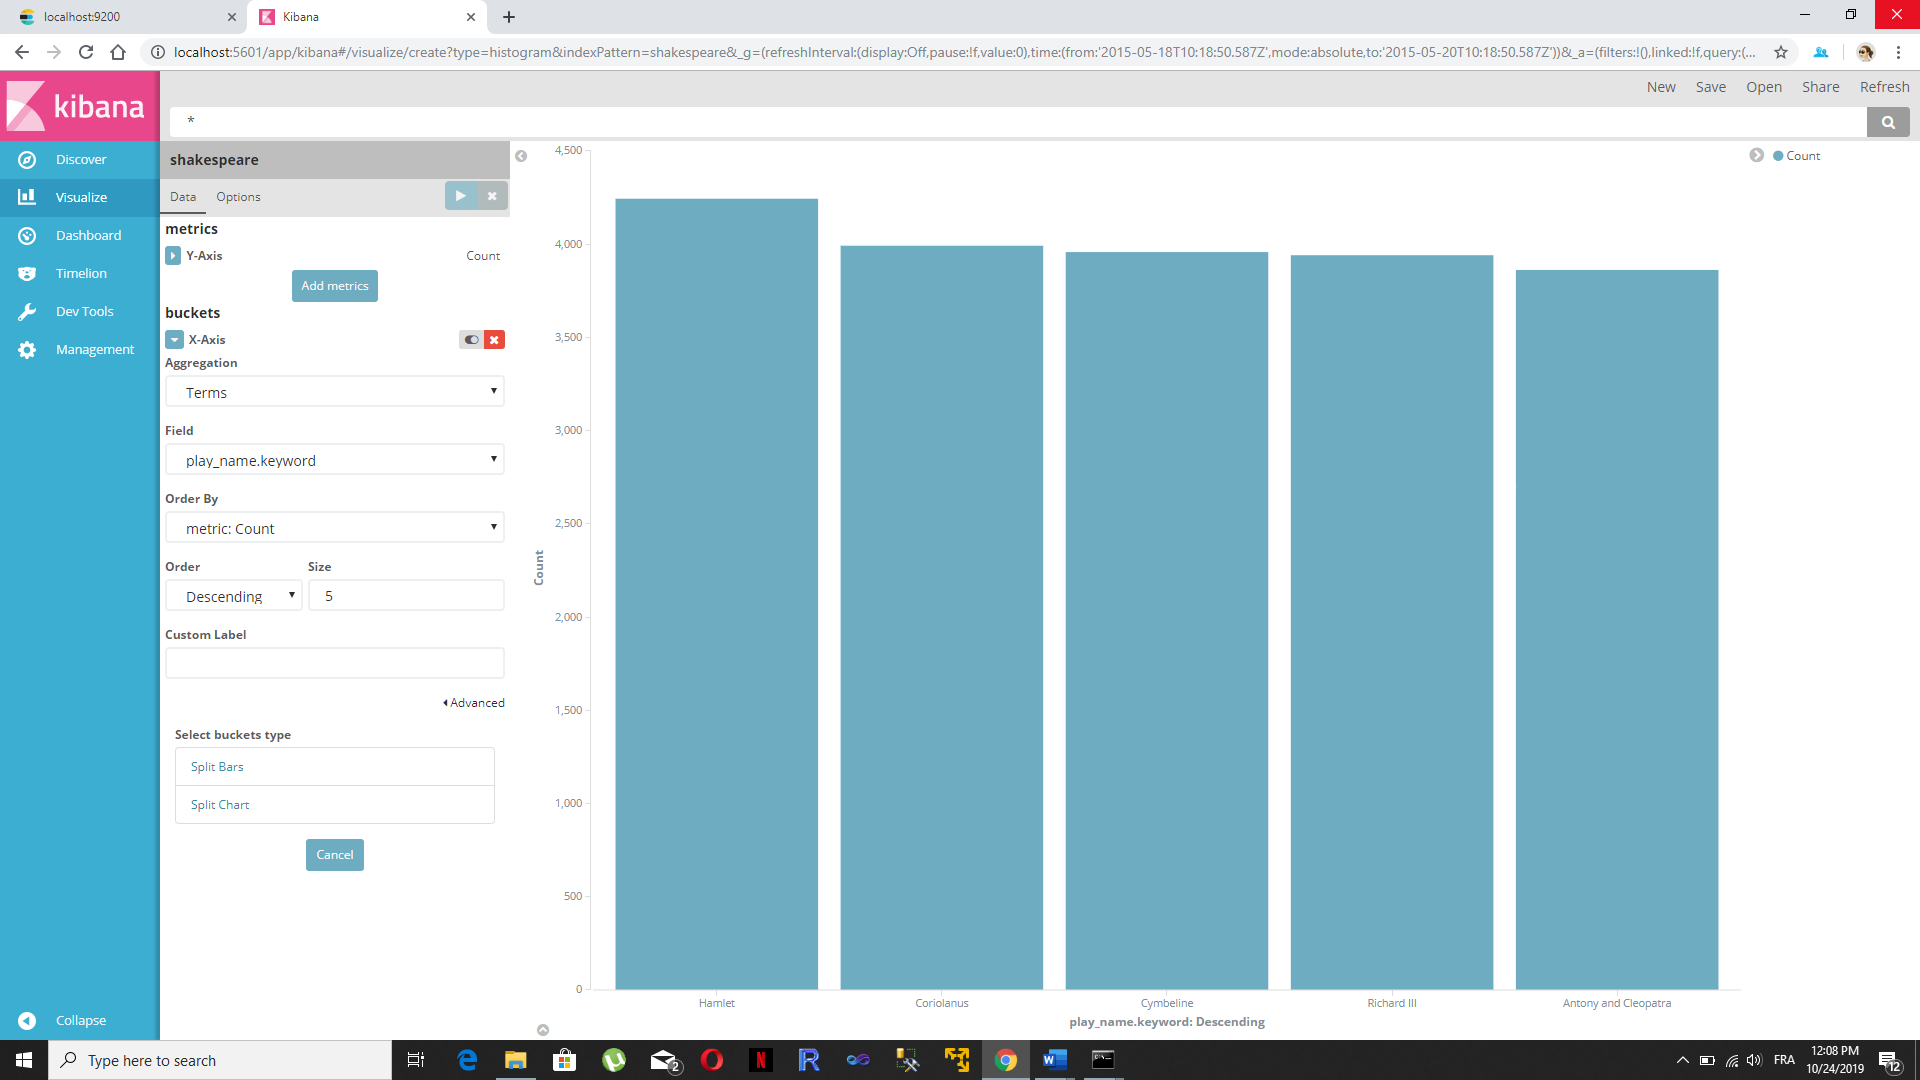 localhost:9200
Kibana
localhost:5601/app/kibana#/visualize/create?type=histogram&indexPattern=shakespeare&_g=(refreshInterval:(display:Off,pause:!f,value:0),time:(from:'2015-05-18T10:18:50.587Z',mode:absolute,to:'2015-05-20T10:18:50.587Z'))&_a=(filters:!(),linked:!f,query:(...
kibana
New Save Open Share Refresh
*
Discover
Visualize
Dashboard
Timelion
Dev Tools
Management
Collapse
shakespeare
Data Options
metrics
Y-Axis Count
Add metrics
buckets
X-Axis
Aggregation
Terms
Field
play_name.keyword
Order By
metric: Count
Order Size
Descending 5
Custom Label
Advanced
Select buckets type
Split Bars
Split Chart
Cancel
Count
4,500
4,000
3,500
3,000
2,500
2,000
1,500
1,000
500
0
Count
Hamlet Coriolanus Cymbeline Richard III Antony and Cleopatra
play_name.keyword: Descending
Type here to search
2
FRA
12:08 PM
10/24/2019
12